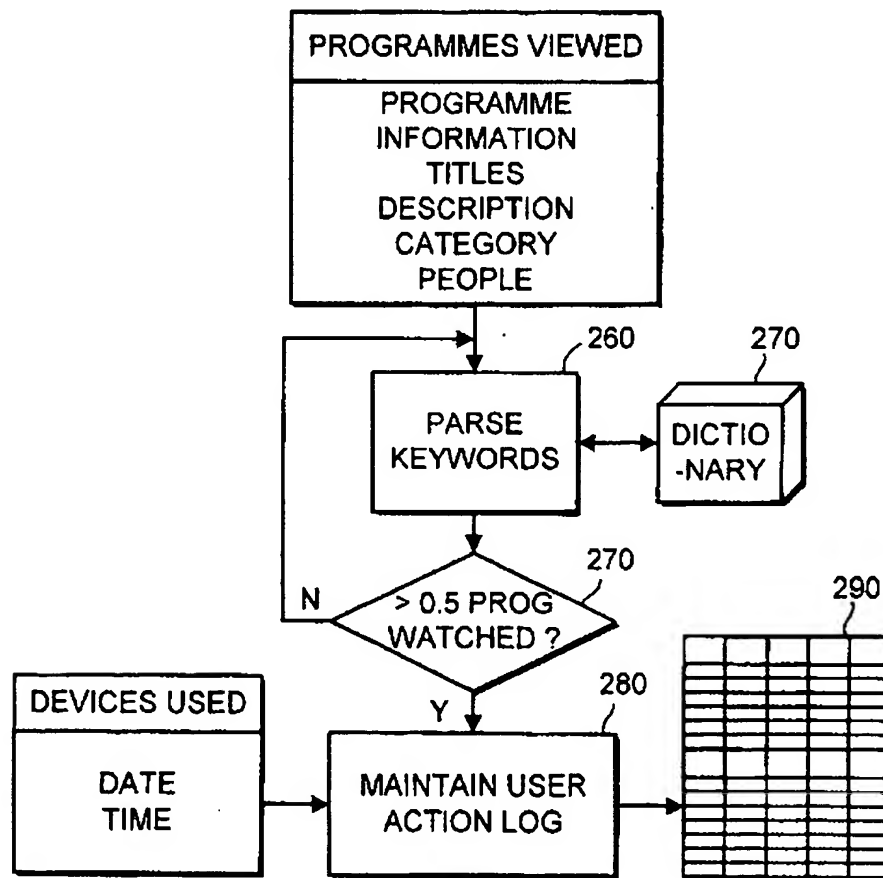 PROGRAMMES VIEWED
PROGRAMME
INFORMATION
TITLES
DESCRIPTION
CATEGORY
PEOPLE
260
270
PARSE
KEYWORDS
DICTIO
-NARY
270
N
> 0.5 PROG
WATCHED ?
290
DEVICES USED
Y
280
DATE
TIME
MAINTAIN USER
ACTION LOG